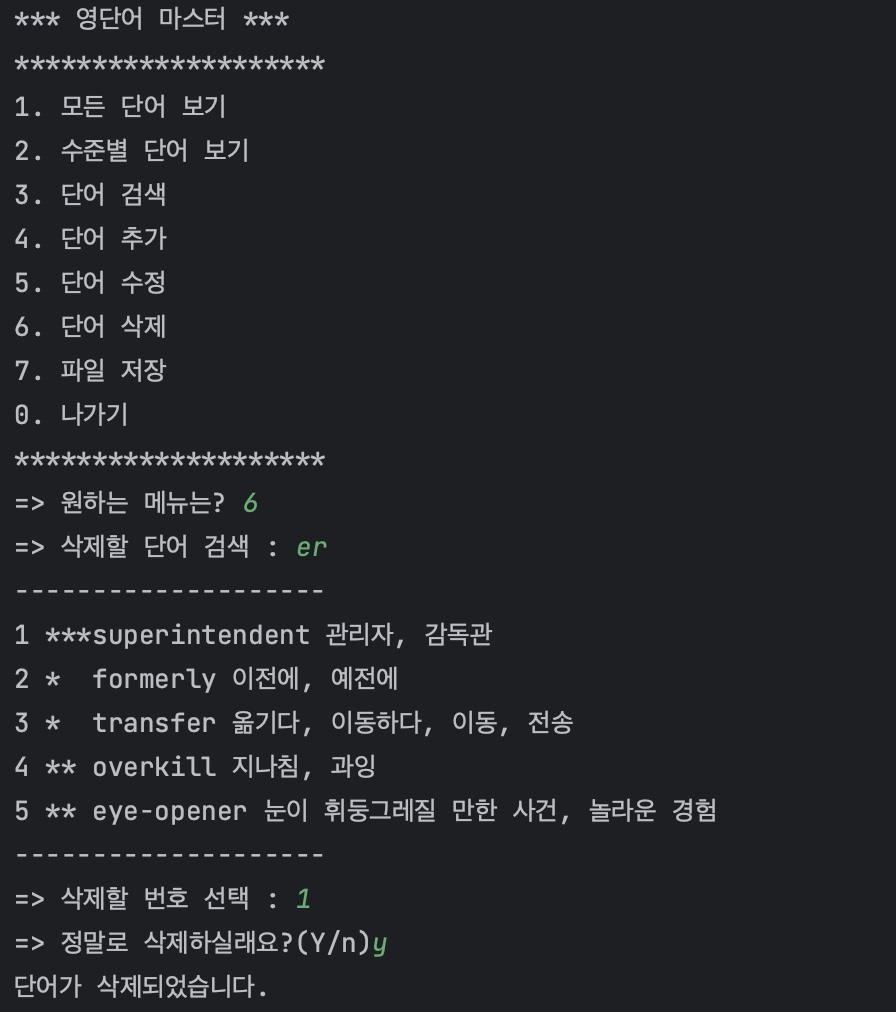 *** 영단어 마스터 ***
********************
1. 모든 단어 보기
2. 수준별 단어 보기
3. 단어 검색
4. 단어 추가
5. 단어 수정
6. 단어 삭제
7. 파일 저장
0. 나가기
********************
=> 원하는 메뉴는? 6
=> 삭제할 단어 검색 : er
--------------------
1 ***superintendent 관리자, 감독관
2 *  formerly 이전에, 예전에
3 *  transfer 옮기다, 이동하다, 이동, 전송
4 ** overkill 지나침, 과잉
5 ** eye-opener 눈이 휘둥그레질 만한 사건, 놀라운 경험
--------------------
=> 삭제할 번호 선택 : 1
=> 정말로 삭제하실래요?(Y/n)y
단어가 삭제되었습니다.